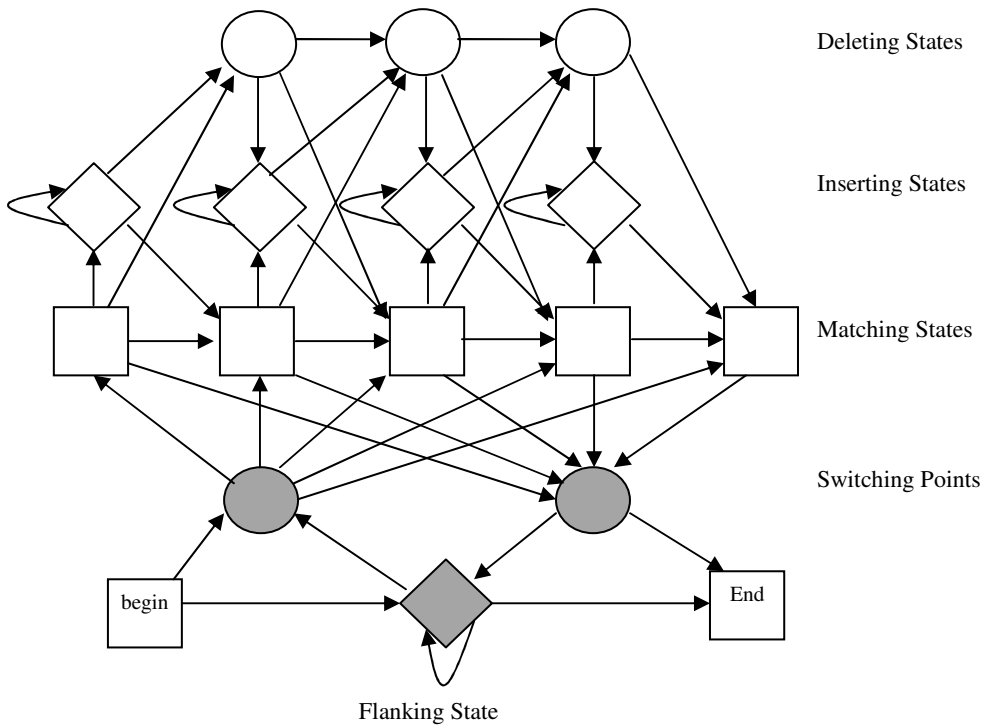 Deleting States
Inserting States
Matching States
Switching Points
begin
End
Flanking State